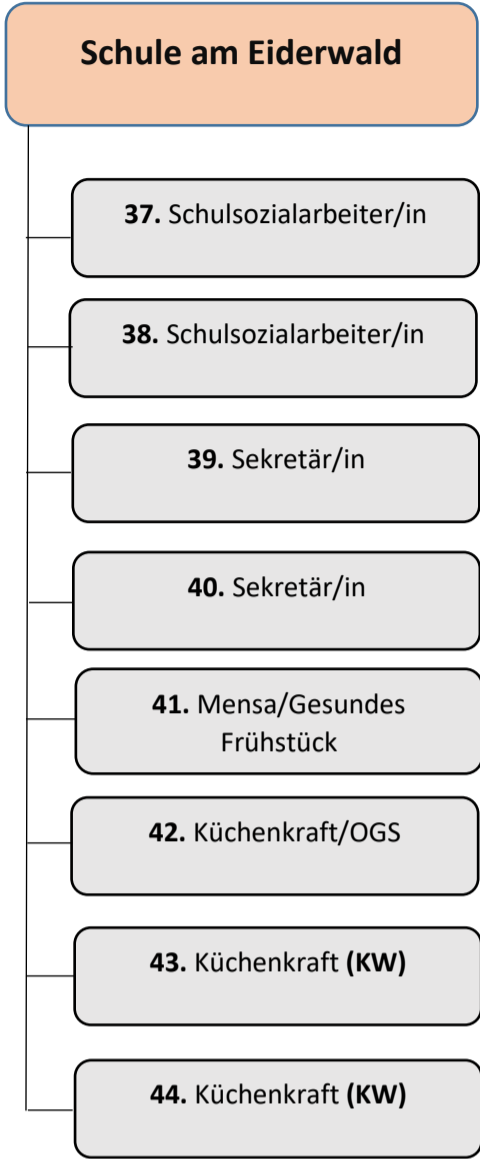 Schule am Eiderwald
37. Schulsozialarbeiter/in
38. Schulsozialarbeiter/in
39. Sekretär/in
40. Sekretär/in
41. Mensa/Gesundes
Frühstück
42. Küchenkraft/OGS
43. Küchenkraft (KW)
44. Küchenkraft (KW)